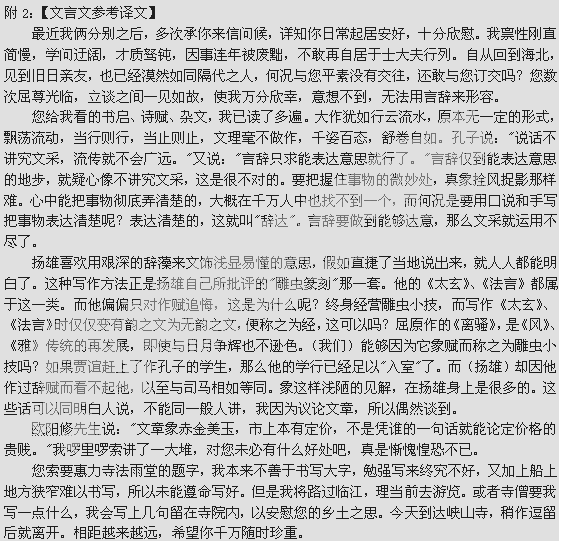 附 2：【文言文参考译文】
最近我俩分别之后，多次承你来信问候，详知你日常起居安好，十分欣慰。我禀性刚直
简慢，学问迂阔，才质驽钝，因事连年被废黜，不敢再自居于士大夫行列。自从回到海北，
见到旧日亲友，也已经漠然如同隔代之人，何况与您平素没有交往，还敢与您订交吗？您数
次屈尊光临，立谈之间一见如故，使我万分欣幸，意想不到，无法用言辞来形容。
您给我看的书启、诗赋、杂文，我已读了多遍。大作犹如行云流水，原本无一定的形式，
飘荡流动，当行则行，当止则止，文理毫不做作，千姿百态，舒卷自如。孔子说："说话不
讲究文采，流传就不会广远。"又说："言辞只求能表达意思就行了。"言辞仅到能表达意思
的地步，就疑心像不讲究文采，这是很不对的。要把握住事物的微妙处，真象拴风捉影那样
难。心中能把事物彻底弄清楚的，大概在千万人中也找不到一个，而何况是要用口说和手写
把事物表达清楚呢？表达清楚的，这就叫"辞达"。言辞要做到能够达意，那么文采就运用不
尽了。
扬雄喜欢用艰深的辞藻来文饰浅显易懂的意思，假如直捷了当地说出来，就人人都能明
白了。这种写作方法正是扬雄自己所批评的"雕虫篆刻"那一套。他的《太玄》、《法言》都属
于这一类。而他偏偏只对作赋追悔，这是为什么呢？终身经营雕虫小技，而写作《太玄》、
《法言》时仅仅变有韵之文为无韵之文，便称之为经，这可以吗？屈原作的《离骚》，是《风》、
《雅》传统的再发展，即使与日月争辉也不逊色。（我们）能够因为它象赋而称之为雕虫小
技吗？如果贾谊赶上了作孔子的学生，那么他的学行已经足以"入室"了。而（扬雄）却因他
作过辞赋而看不起他，以至与司马相如等同。象这样浅陋的见解，在扬雄身上是很多的。这
些话可以同明白人说，不能同一般人讲，我因为议论文章，所以偶然谈到。
欧阳修先生说："文章象赤金美玉，市上本有定价，不是凭谁的一句话就能论定价格的
贵贱。"我啰里啰索讲了一大堆，对您未必有什么好处吧，真是惭愧惶恐不已。
您索要惠力寺法雨堂的题字，我本来不善于书写大字，勉强写来终究不好，又加上船上
地方狭窄难以书写，所以未能遵命写好。但是我将路过临江，理当前去游览。或者寺僧要我
写一点什么，我会写上几句留在寺院内，以安慰您的乡土之思。今天到达峡山寺，稍作逗留
后就离开。相距越来越远，希望你千万随时珍重。